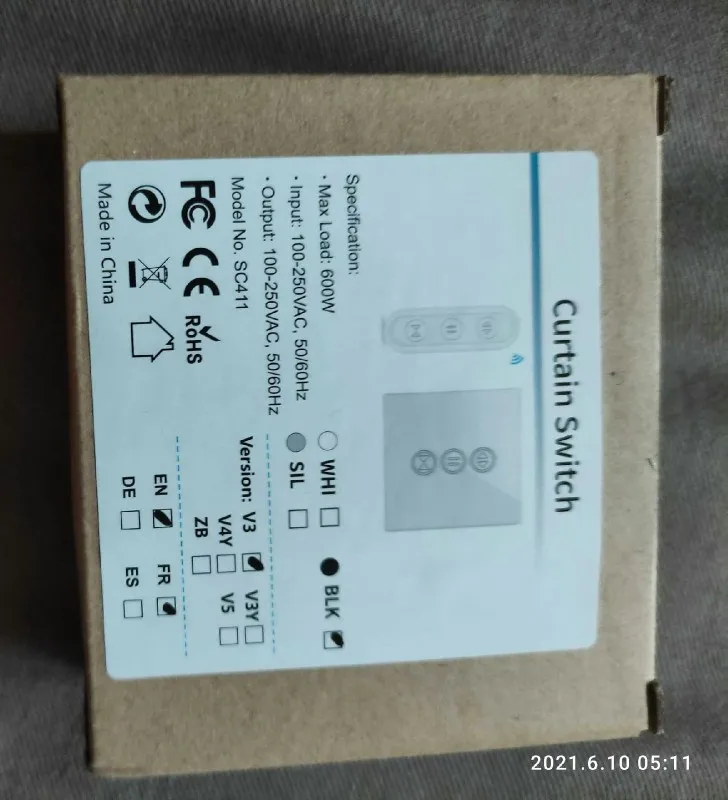 Curtain Switch
Specification:
· Max Load: 600W
· Input: 100-250VAC, 50/60Hz
· Output: 100-250VAC, 50/60Hz
Model No. SC411
FC CE RoHS
Made in China
WHI
BLK
SIL
Version: V3
V3Y
V4Y
V5
ZB
EN
FR
DE
ES
2021.6.10 05:11